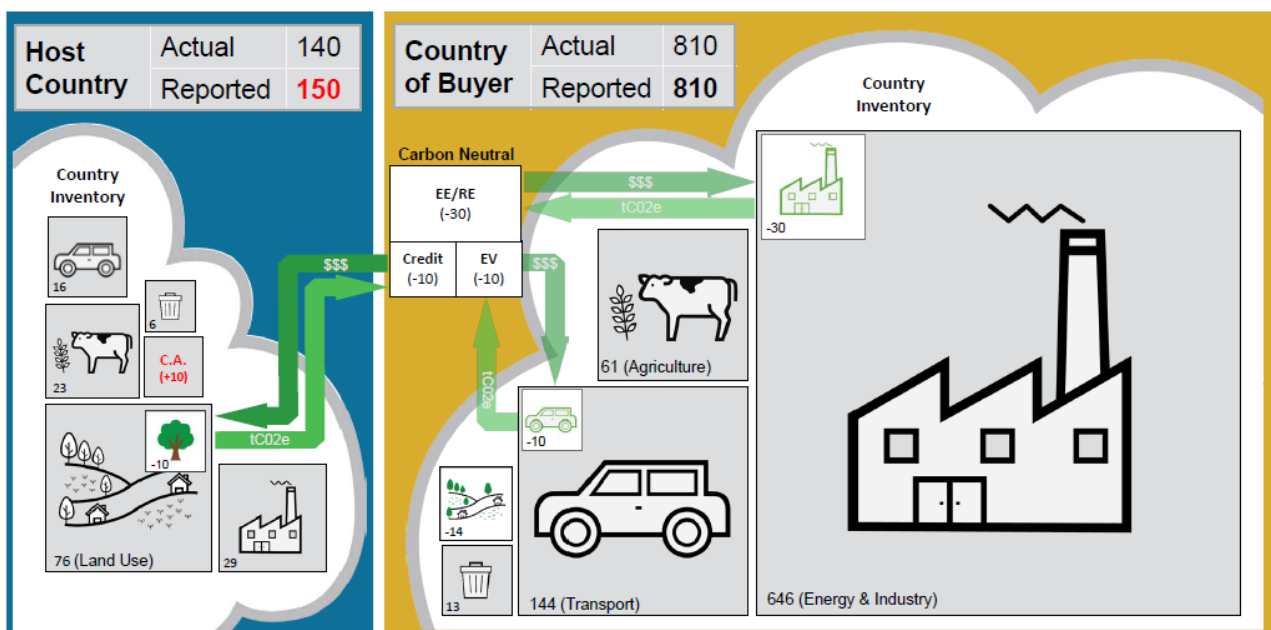 Host Country
Actual 140
Reported 150
Country of Buyer
Actual 810
Reported 810
Country
Inventory
16
6
23
C.A.
(+10)
-10
76 (Land Use)
29
$$$
tC02e
Carbon Neutral
EE/RE
(-30)
Credit
(-10)
EV
(-10)
$$$
tC02e
$$$
tC02e
Country
Inventory
-30
61 (Agriculture)
-10
-14
13
144 (Transport)
646 (Energy & Industry)